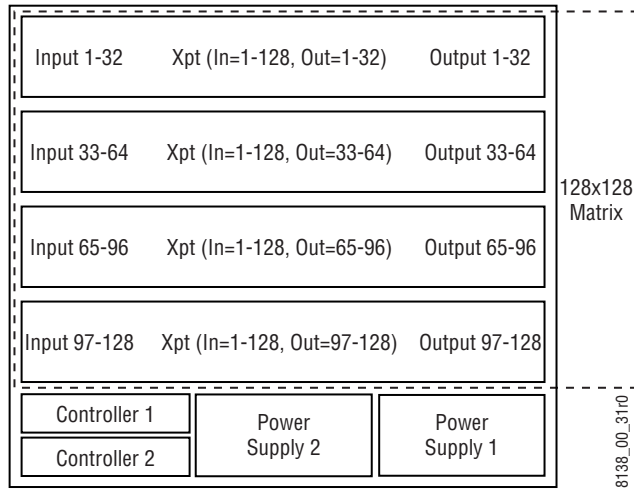 Input 1-32 Xpt (In=1-128, Out=1-32) Output 1-32
Input 33-64 Xpt (In=1-128, Out=33-64) Output 33-64
Input 65-96 Xpt (In=1-128, Out=65-96) Output 65-96
Input 97-128 Xpt (In=1-128, Out=97-128) Output 97-128
128x128
Matrix
Controller 1
Controller 2
Power
Supply 2
Power
Supply 1
8138_00_31r0